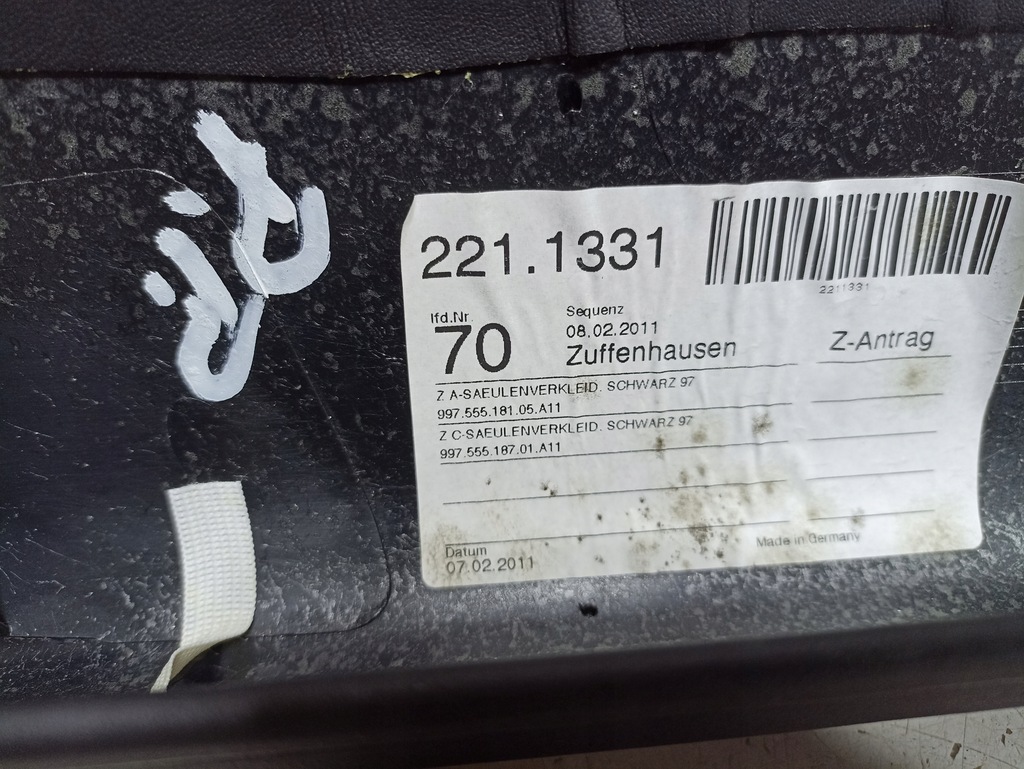 221.1331
2211331
lfd.Nr.
70
Sequenz
08.02.2011
Zuffenhausen
Z-Antrag
Z A-SAEULENVERKLEID. SCHWARZ 97
997.555.181.05.A11
Z C-SAEULENVERKLEID. SCHWARZ 97
997.555.187.01.A11
Datum
07.02.2011
Made in Germany